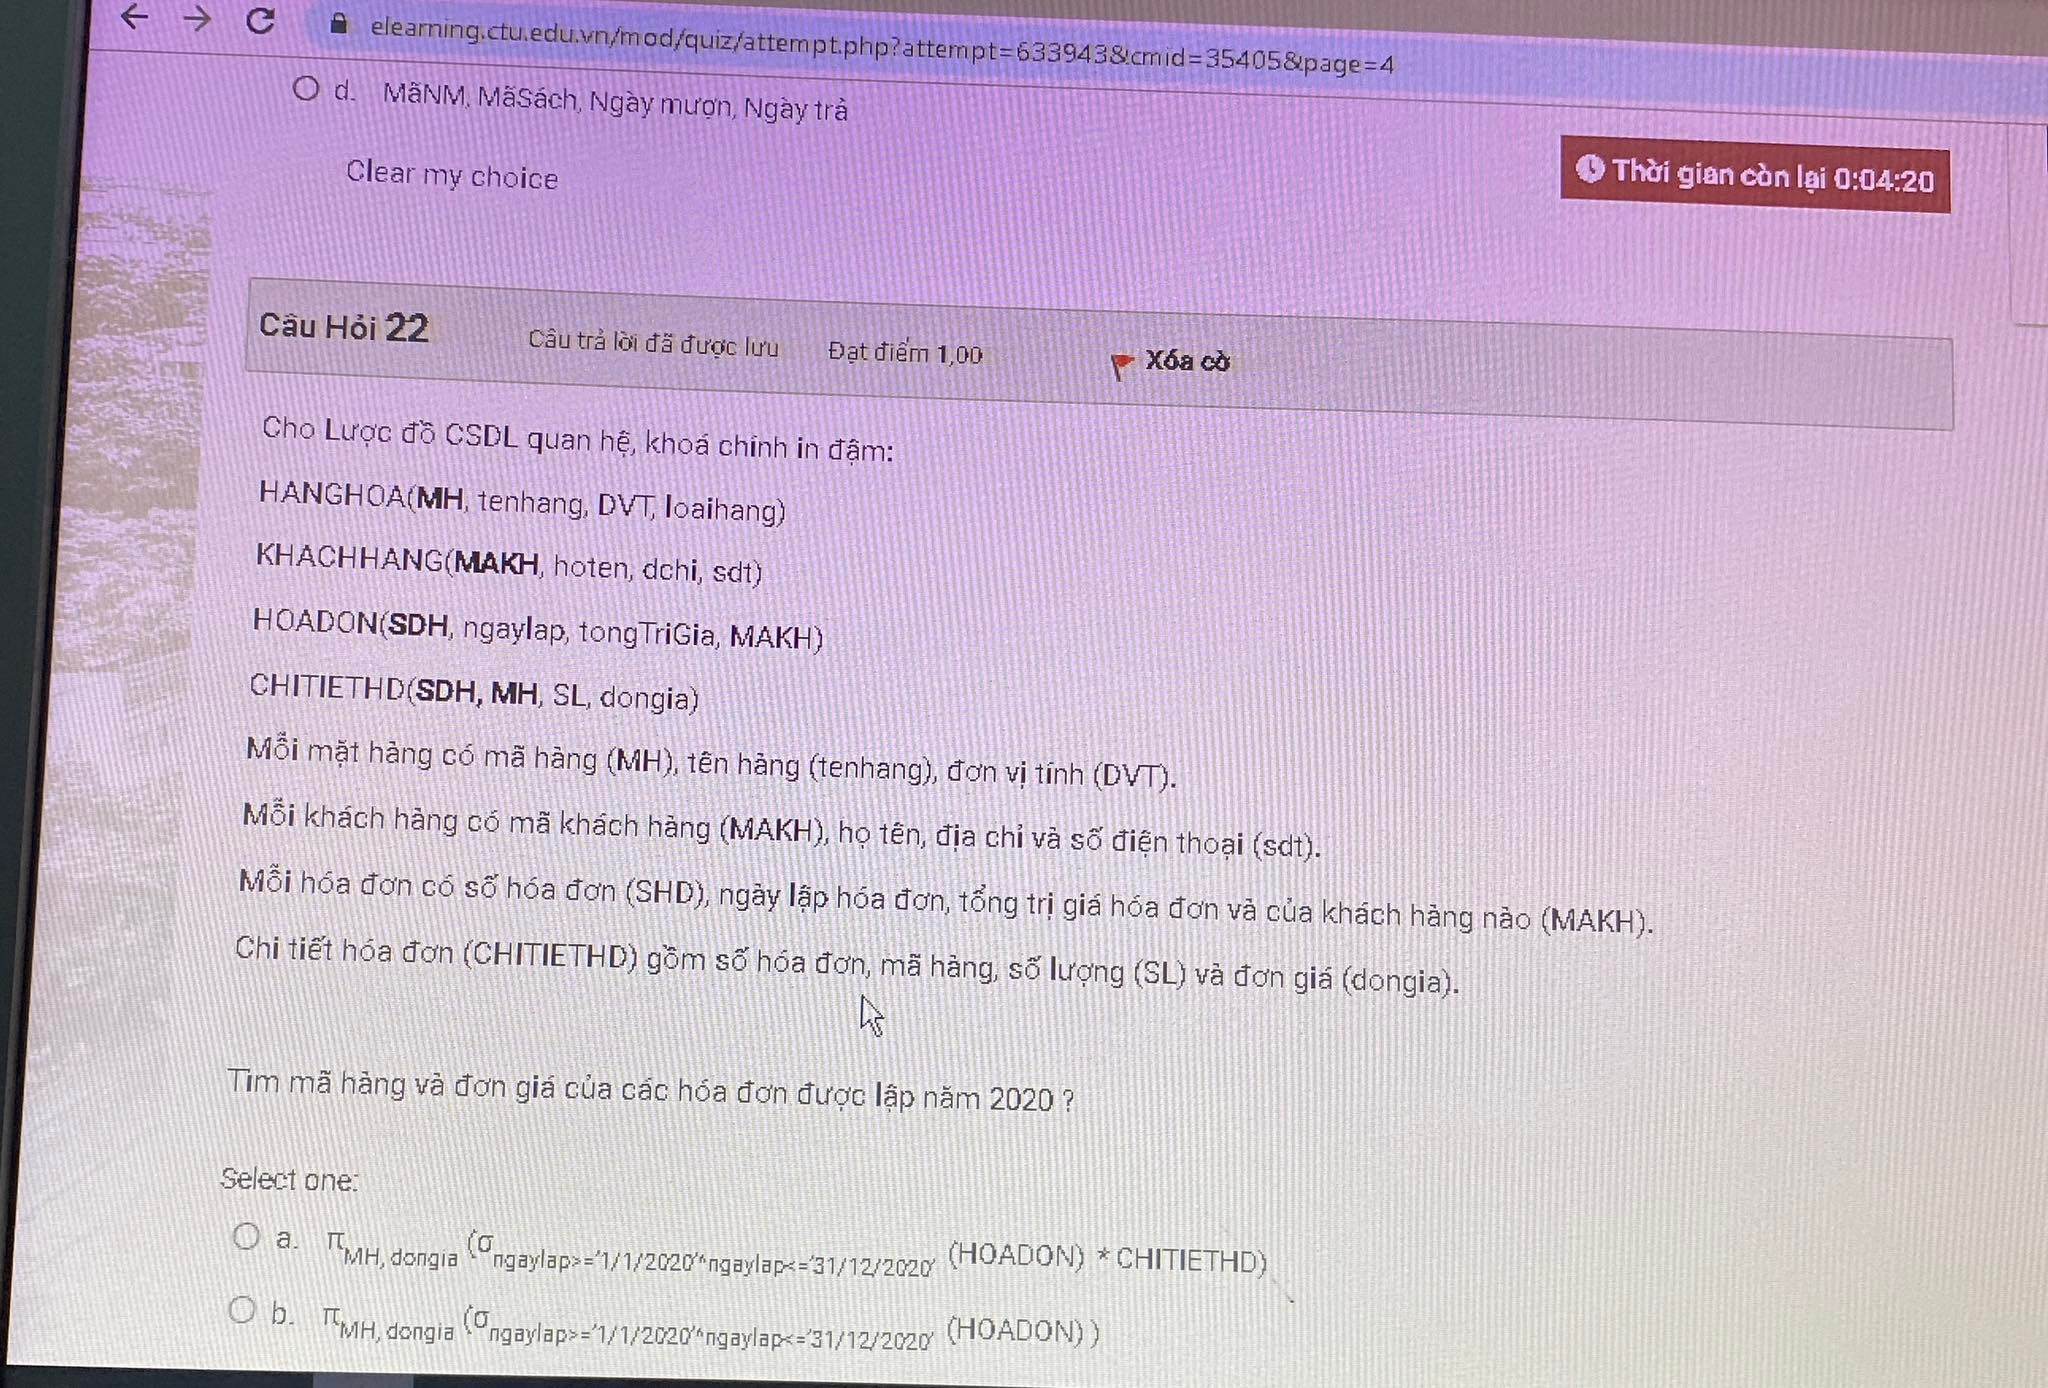 elearning.ctu.edu.vn/mod/quiz/attempt.php?attempt=633943&cmid=35405&page=4
d. MãNM, MãSách, Ngày mượn, Ngày trả
Clear my choice
Thời gian còn lại 0:04:20
Câu Hỏi 22 Câu trả lời đã được lưu Đạt điểm 1,00 Xóa cờ
Cho Lược đồ CSDL quan hệ, khoá chính in đậm:
HANGHOA(MH, tenhang, DVT, loaihang)
KHACHHANG(MAKH, hoten, dchi, sdt)
HOADON(SDH, ngaylap, tongTriGia, MAKH)
CHITIETHD(SDH, MH, SL, dongia)
Mỗi mặt hàng có mã hàng (MH), tên hàng (tenhang), đơn vị tính (DVT).
Mỗi khách hàng có mã khách hàng (MAKH), họ tên, địa chỉ và số điện thoại (sdt).
Mỗi hóa đơn có số hóa đơn (SHD), ngày lập hóa đơn, tổng trị giá hóa đơn và của khách hàng nào (MAKH).
Chi tiết hóa đơn (CHITIETHD) gồm số hóa đơn, mã hàng, số lượng (SL) và đơn giá (dongia).
Tìm mã hàng và đơn giá của các hóa đơn được lập năm 2020 ?
Select one:
a. π MH, dongia (σ ngaylap>='1/1/2020'^ngaylap<='31/12/2020' (HOADON) * CHITIETHD)
b. π MH, dongia (σ ngaylap>='1/1/2020'^ngaylap<='31/12/2020' (HOADON) )